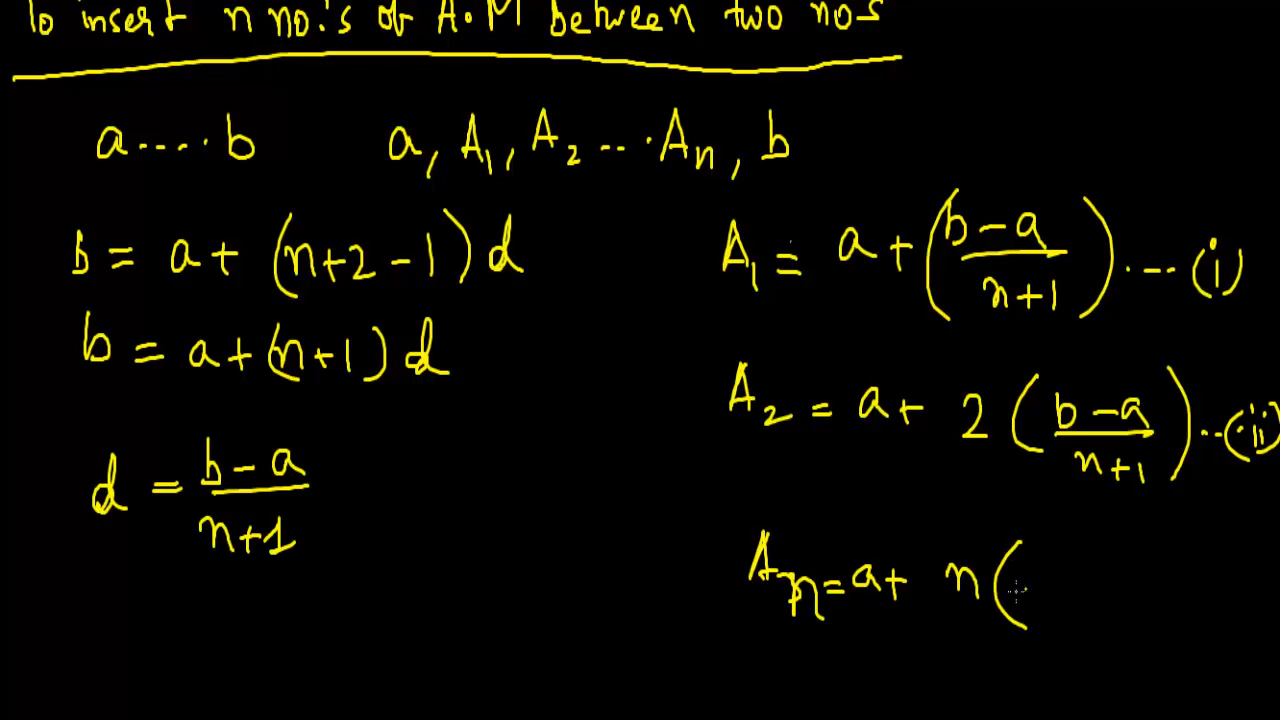 To insert n no.'s of A.M between two nos
a.....b a, A₁, A₂ ... .Aₙ, b
b = a + (n+2-1)d
b = a + (n+1)d
d = (b-a)/(n+1)
A₁ = a + ((b-a)/(n+1)) ....(i)
A₂ = a + 2((b-a)/(n+1)) ...(ii)
Aₙ = a + n(